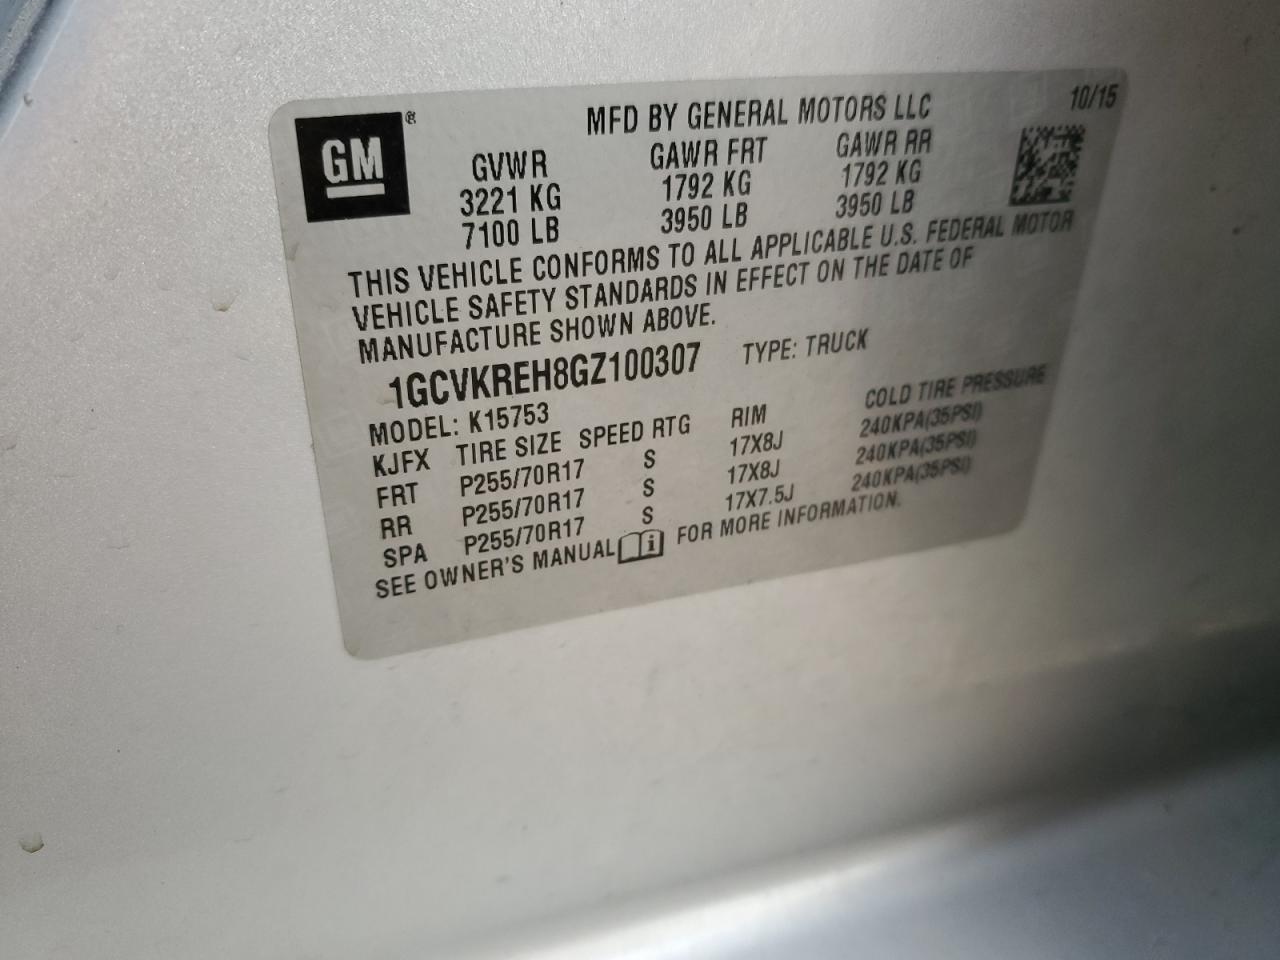 GM ®
MFD BY GENERAL MOTORS LLC 10/15
GVWR GAWR FRT GAWR RR
3221 KG 1792 KG 1792 KG
7100 LB 3950 LB 3950 LB
THIS VEHICLE CONFORMS TO ALL APPLICABLE U.S. FEDERAL MOTOR
VEHICLE SAFETY STANDARDS IN EFFECT ON THE DATE OF
MANUFACTURE SHOWN ABOVE.
1GCVKREH8GZ100307 TYPE: TRUCK
MODEL: K15753
KJFX TIRE SIZE SPEED RTG RIM COLD TIRE PRESSURE
FRT P255/70R17 S 17X8J 240KPA(35PSI)
RR P255/70R17 S 17X8J 240KPA(35PSI)
SPA P255/70R17 S 17X7.5J 240KPA(35PSI)
SEE OWNER'S MANUAL i FOR MORE INFORMATION.